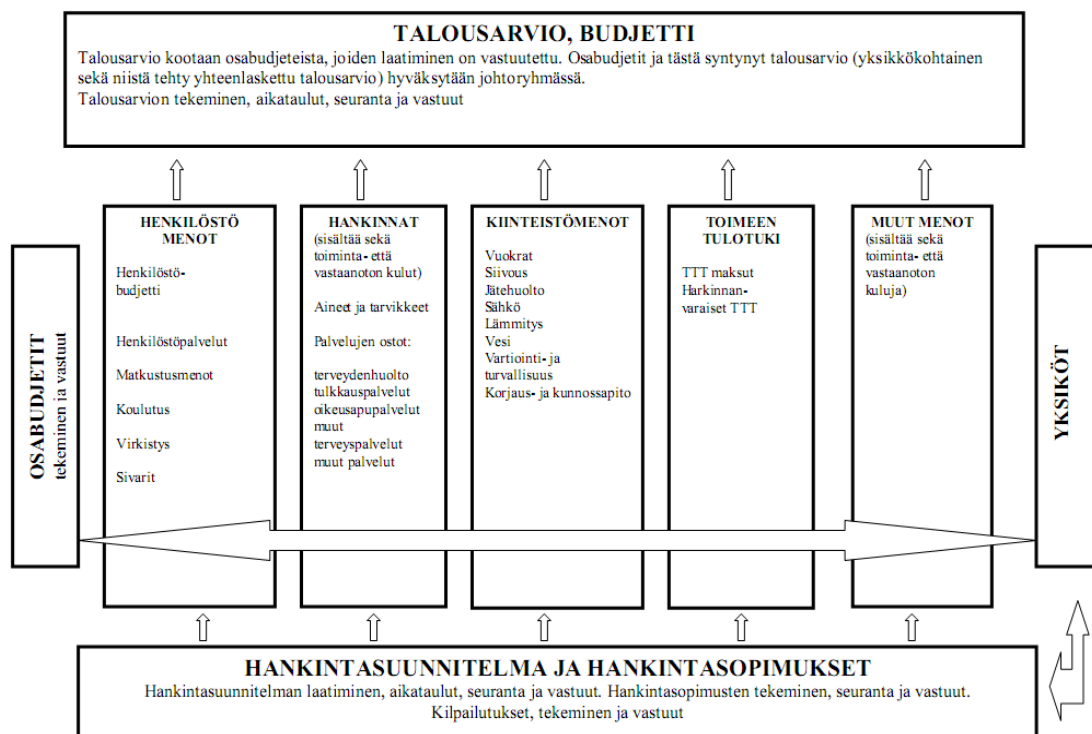 TALOUSARVIO, BUDJETTI
Talousarvio kootaan osabudjeteista, joiden laatiminen on vastuutettu. Osabudjetit ja tästä syntynyt talousarvio (yksikkökohtainen
sekä niistä tehty yhteenlaskettu talousarvio) hyväksytään johtoryhmässä.
Talousarvion tekeminen, aikataulut, seuranta ja vastuut
OSABUDJETIT
tekeminen ja vastuut
HENKILÖSTÖ
MENOT
Henkilöstö-
budjetti
Henkilöstöpalvelut
Matkustusmenot
Koulutus
Virkistys
Sivarit
HANKINNAT
(sisältää sekä
toiminta- että
vastaanoton kulut)
Aineet ja tarvikkeet
Palvelujen ostot:
terveydenhuolto
tulkkauspalvelut
oikeusapupalvelut
muut
terveyspalvelut
muut palvelut
KIINTEISTÖMENOT
Vuokrat
Siivous
Jätehuolto
Sähkö
Lämmitys
Vesi
Vartiointi- ja
turvallisuus
Korjaus- ja kunnossapito
TOIMEEN
TULOTUKI
TTT maksut
Harkinnan-
varaiset TTT
MUUT MENOT
(sisältää sekä
toiminta- että
vastaanoton
kuluja)
YKSIKÖT
HANKINTASUUNNITELMA JA HANKINTASOPIMUKSET
Hankintasuunnitelman laatiminen, aikataulut, seuranta ja vastuut. Hankintasopimusten tekeminen, seuranta ja vastuut.
Kilpailutukset, tekeminen ja vastuut